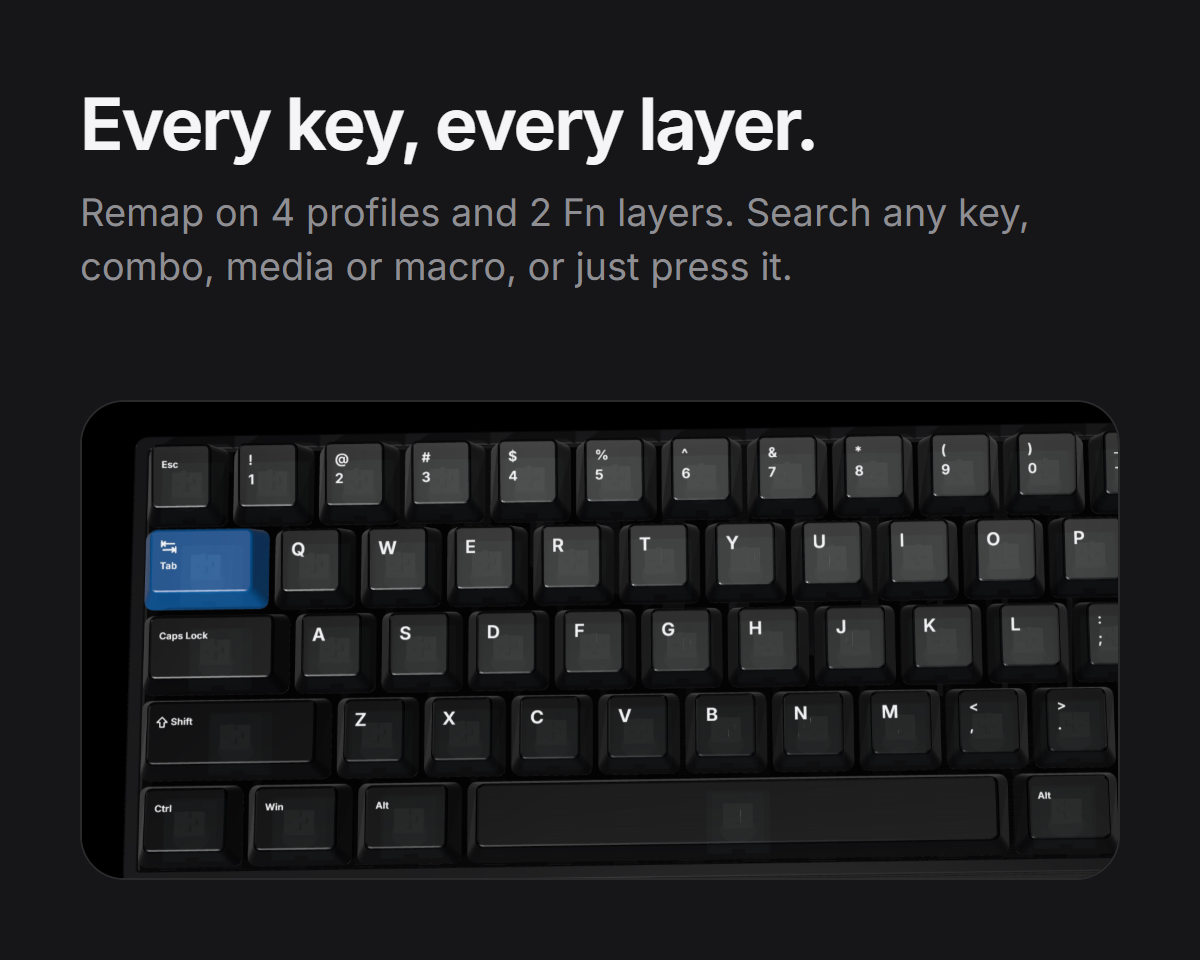 Every key, every layer.
Remap on 4 profiles and 2 Fn layers. Search any key,
combo, media or macro, or just press it.
Esc ! 1 @ 2 # 3 $ 4 % 5 ^ 6 & 7 * 8 ( 9 ) 0
Tab Q W E R T Y U I O P
Caps Lock A S D F G H J K L : ;
Shift Z X C V B N M < , > .
Ctrl Win Alt Alt